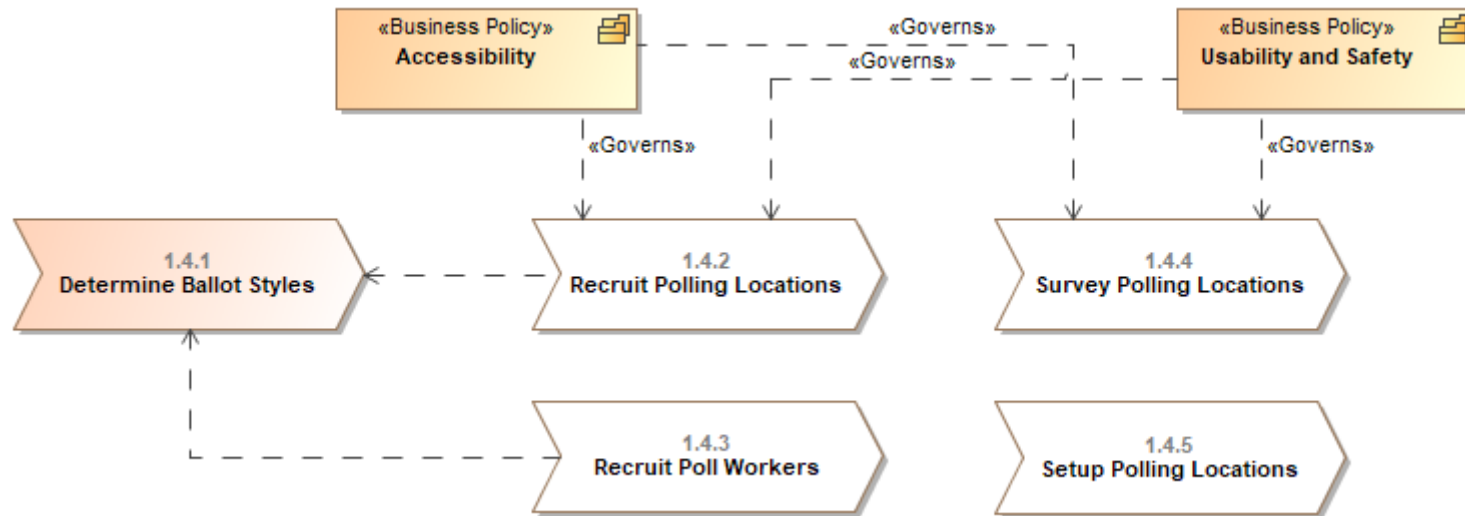 «Business Policy»
Accessibility
«Governs»
«Governs»
«Business Policy»
Usability and Safety
«Governs»
«Governs»
1.4.1
Determine Ballot Styles
1.4.2
Recruit Polling Locations
1.4.4
Survey Polling Locations
1.4.3
Recruit Poll Workers
1.4.5
Setup Polling Locations